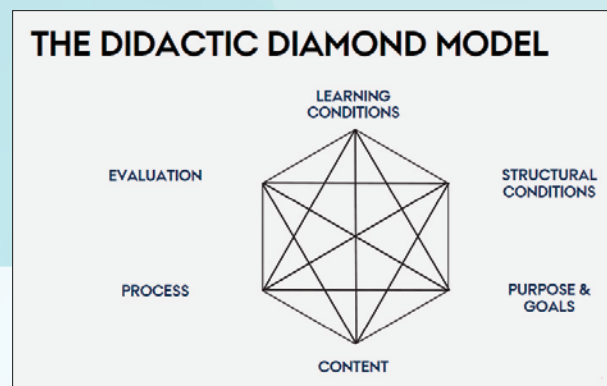 THE DIDACTIC DIAMOND MODEL
LEARNING
CONDITIONS
EVALUATION
STRUCTURAL
CONDITIONS
PROCESS
PURPOSE &
GOALS
CONTENT